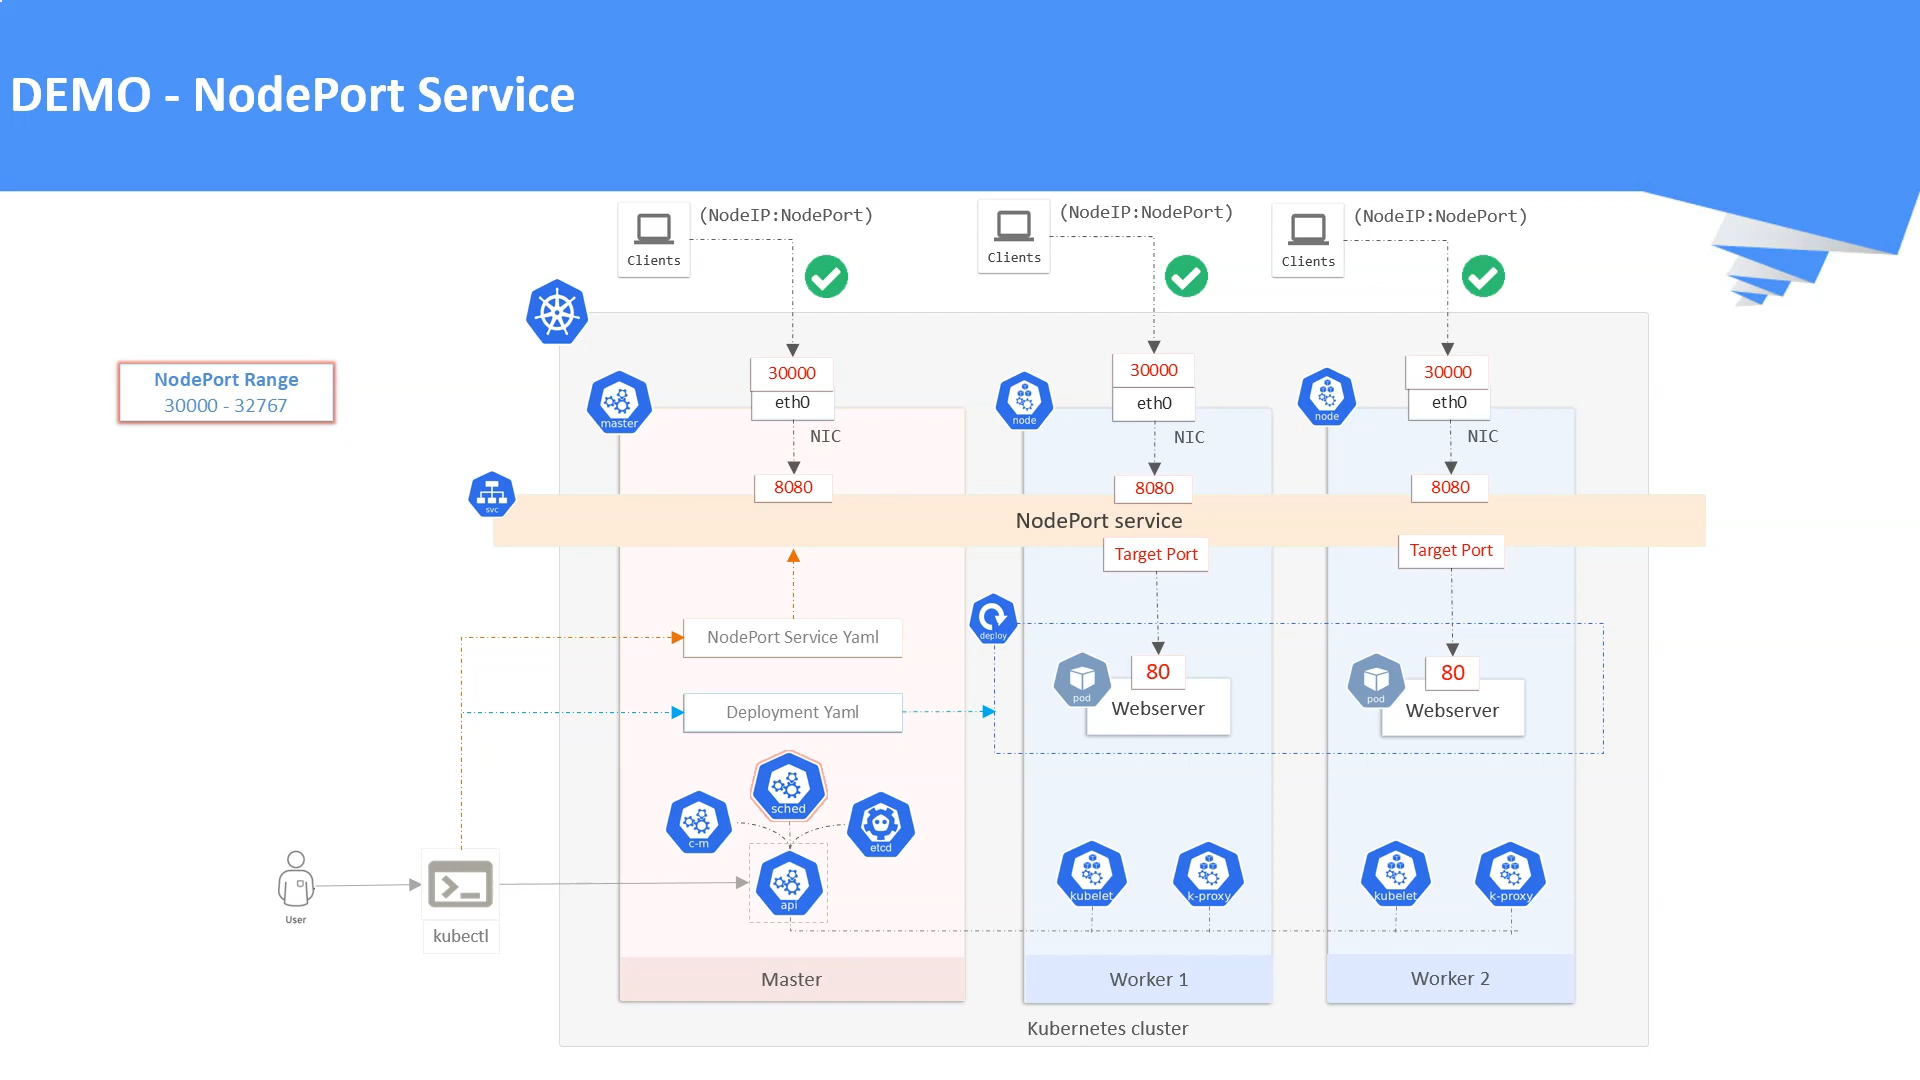 DEMO - NodePort Service
Clients
(NodeIP:NodePort)
Clients
(NodeIP:NodePort)
Clients
(NodeIP:NodePort)
NodePort Range
30000 - 32767
master
30000
eth0
NIC
8080
node
30000
eth0
NIC
8080
node
30000
eth0
NIC
8080
svc
NodePort service
Target Port
Target Port
NodePort Service Yaml
deploy
Deployment Yaml
pod
80
Webserver
pod
80
Webserver
sched
c-m
etcd
api
kubelet
k-proxy
kubelet
k-proxy
User
kubectl
Master
Worker 1
Worker 2
Kubernetes cluster